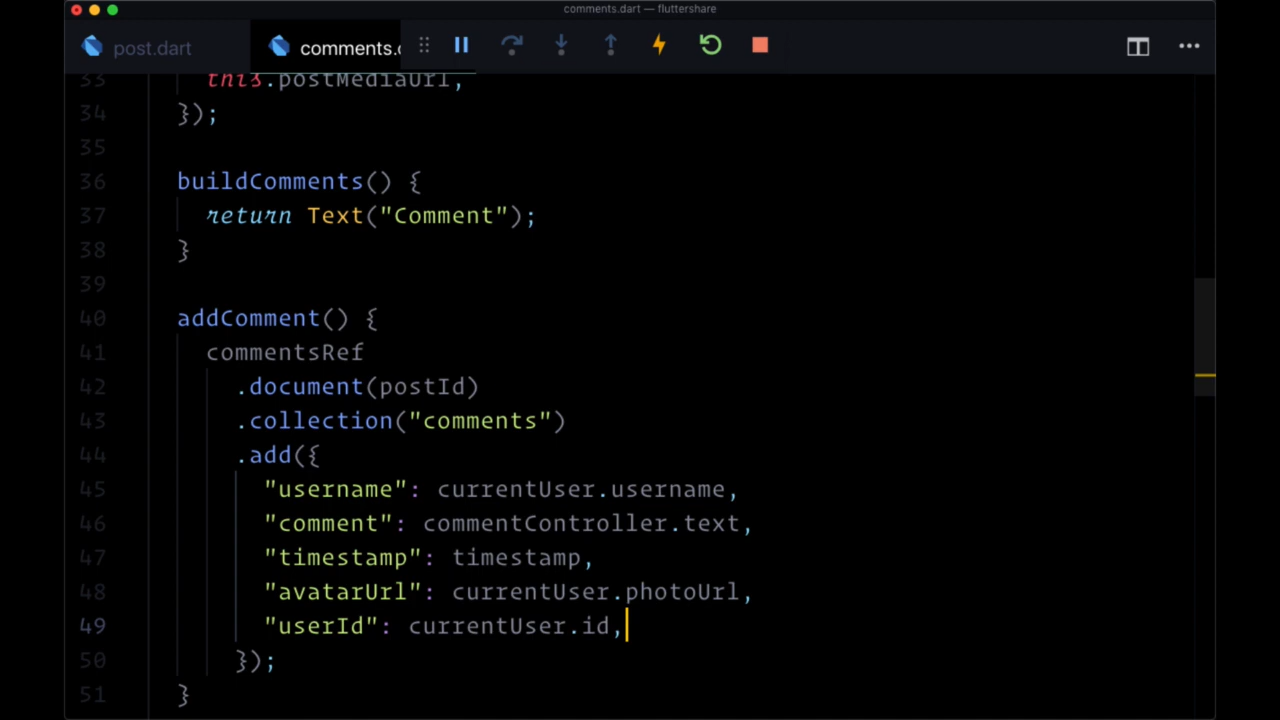 comments.dart — fluttershare
post.dart comments.
33 this.postMediaUrl,
34 });
35
36 buildComments() {
37 return Text("Comment");
38 }
39
40 addComment() {
41 commentsRef
42 .document(postId)
43 .collection("comments")
44 .add({
45 "username": currentUser.username,
46 "comment": commentController.text,
47 "timestamp": timestamp,
48 "avatarUrl": currentUser.photoUrl,
49 "userId": currentUser.id,
50 });
51 }